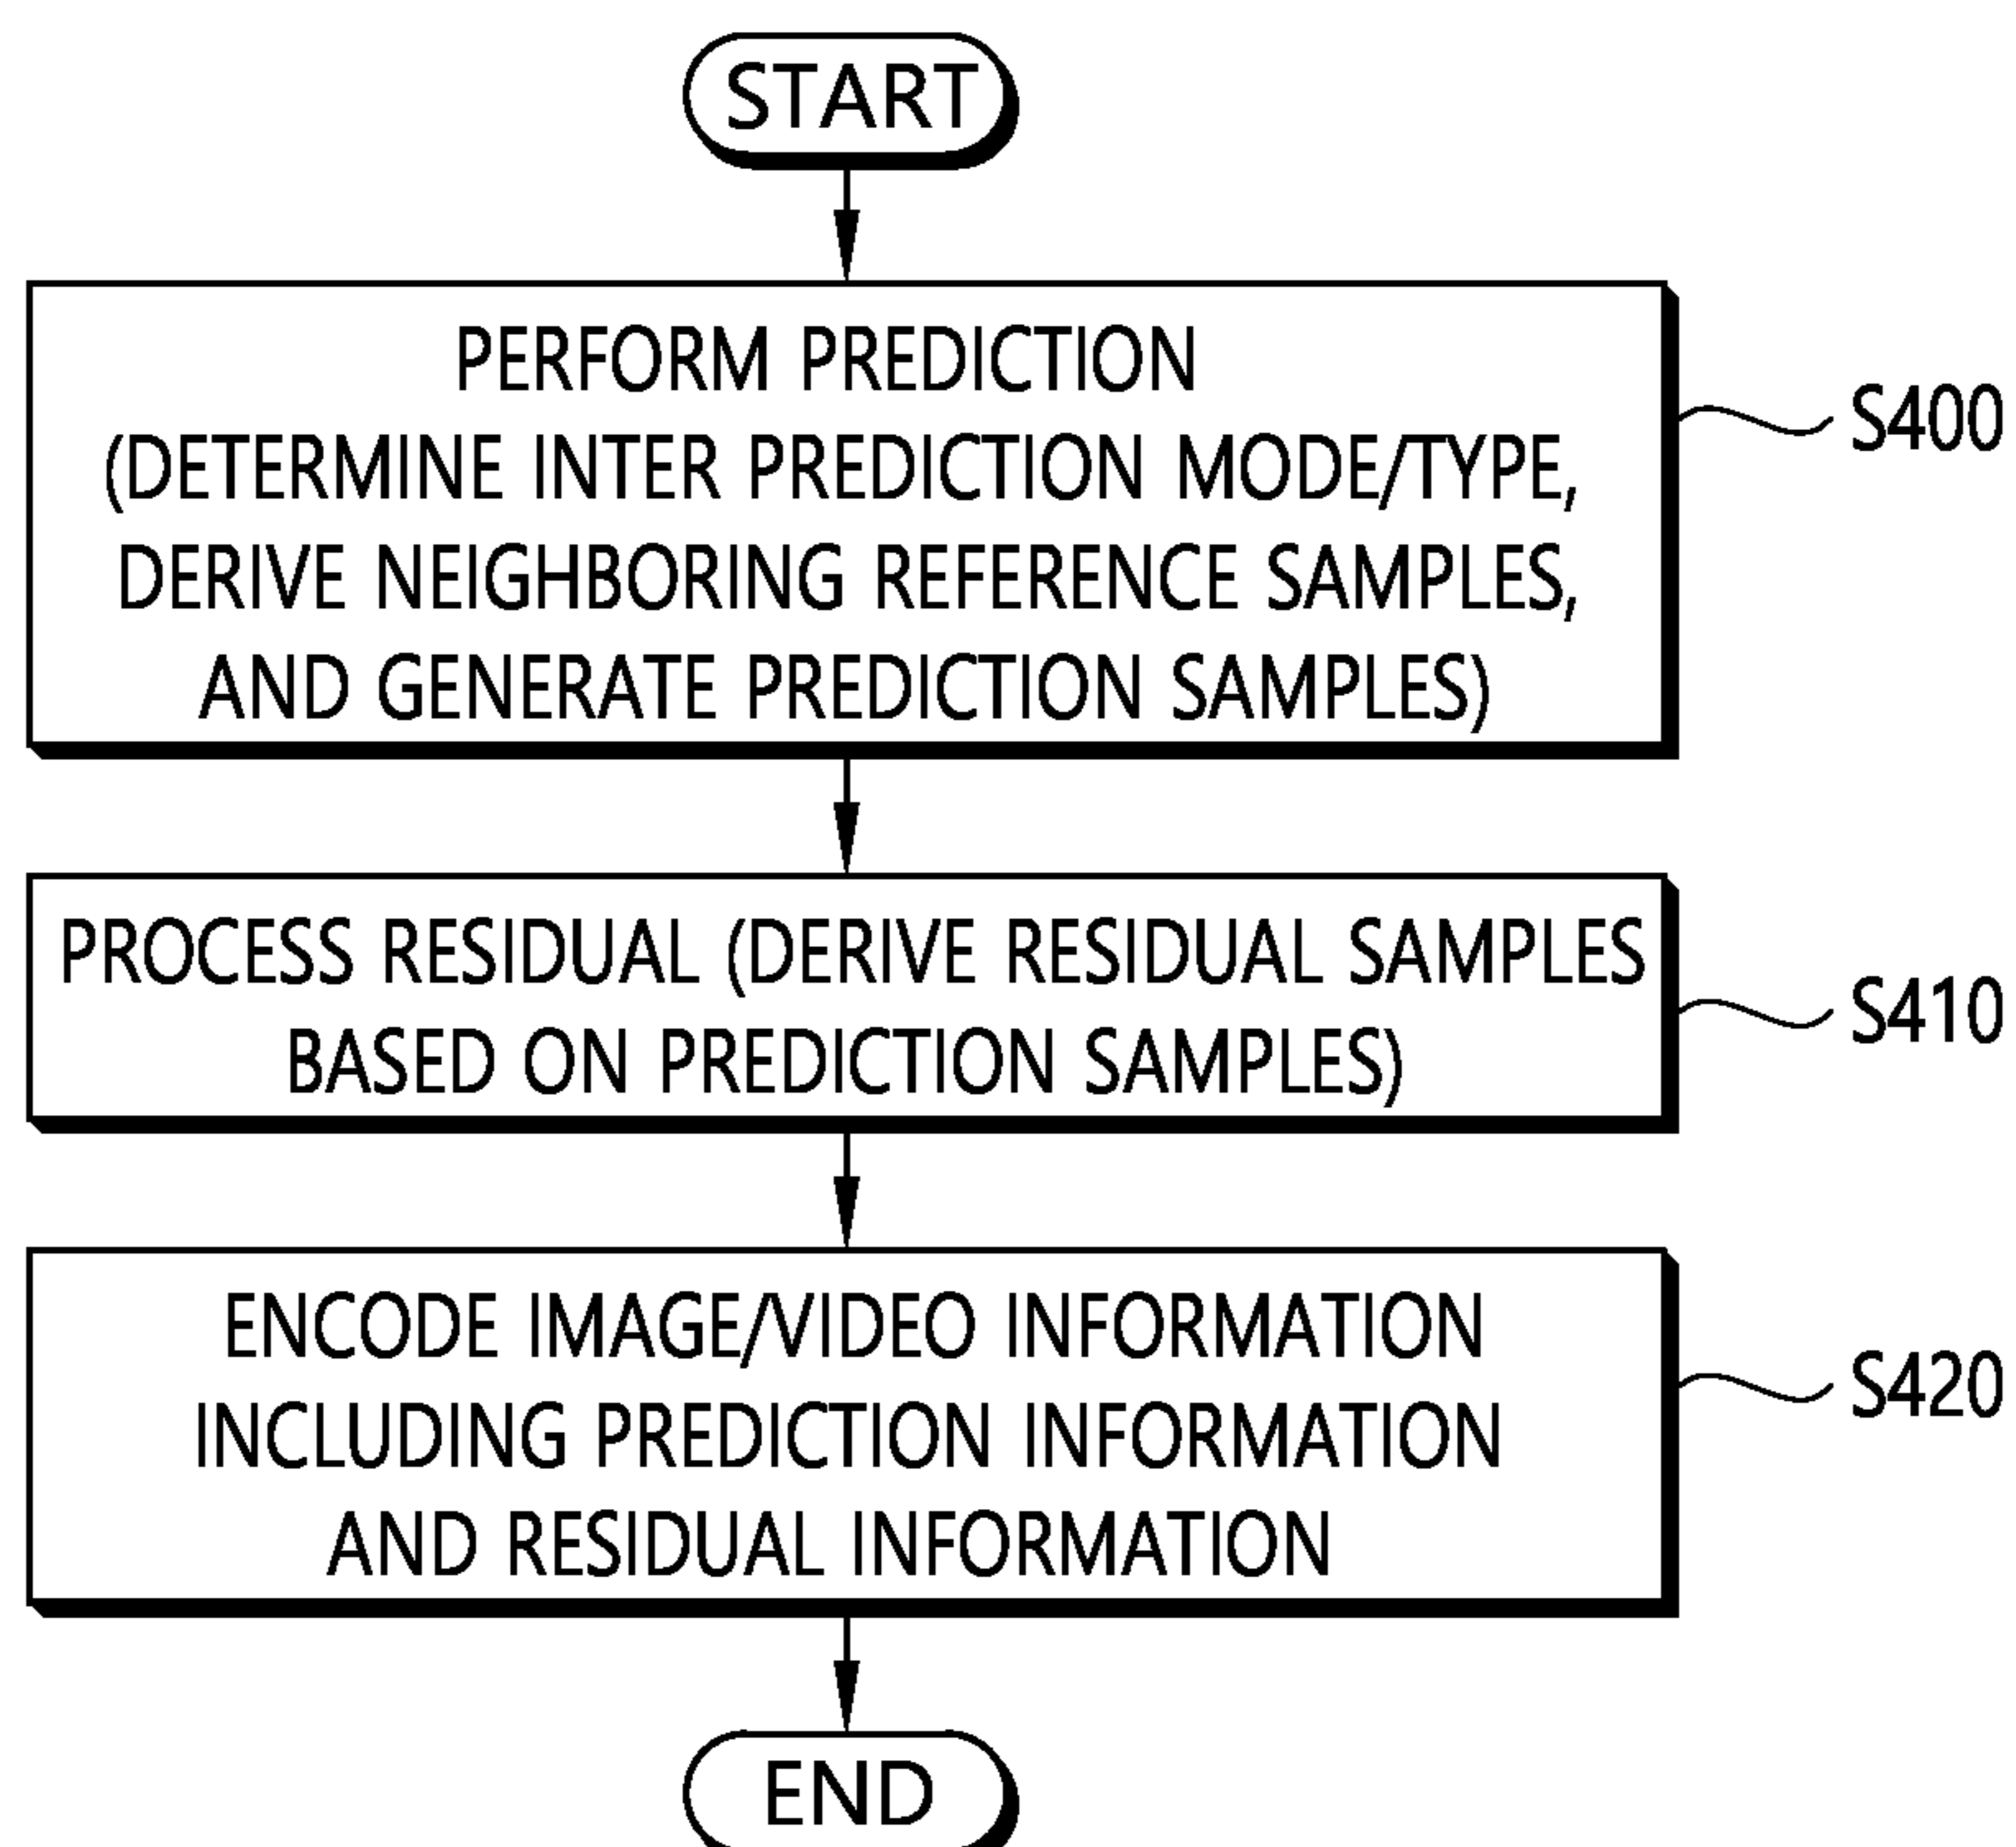 START
PERFORM PREDICTION
(DETERMINE INTER PREDICTION MODE/TYPE,
DERIVE NEIGHBORING REFERENCE SAMPLES,
AND GENERATE PREDICTION SAMPLES)
S400
PROCESS RESIDUAL (DERIVE RESIDUAL SAMPLES
BASED ON PREDICTION SAMPLES)
S410
ENCODE IMAGE/VIDEO INFORMATION
INCLUDING PREDICTION INFORMATION
AND RESIDUAL INFORMATION
S420
END